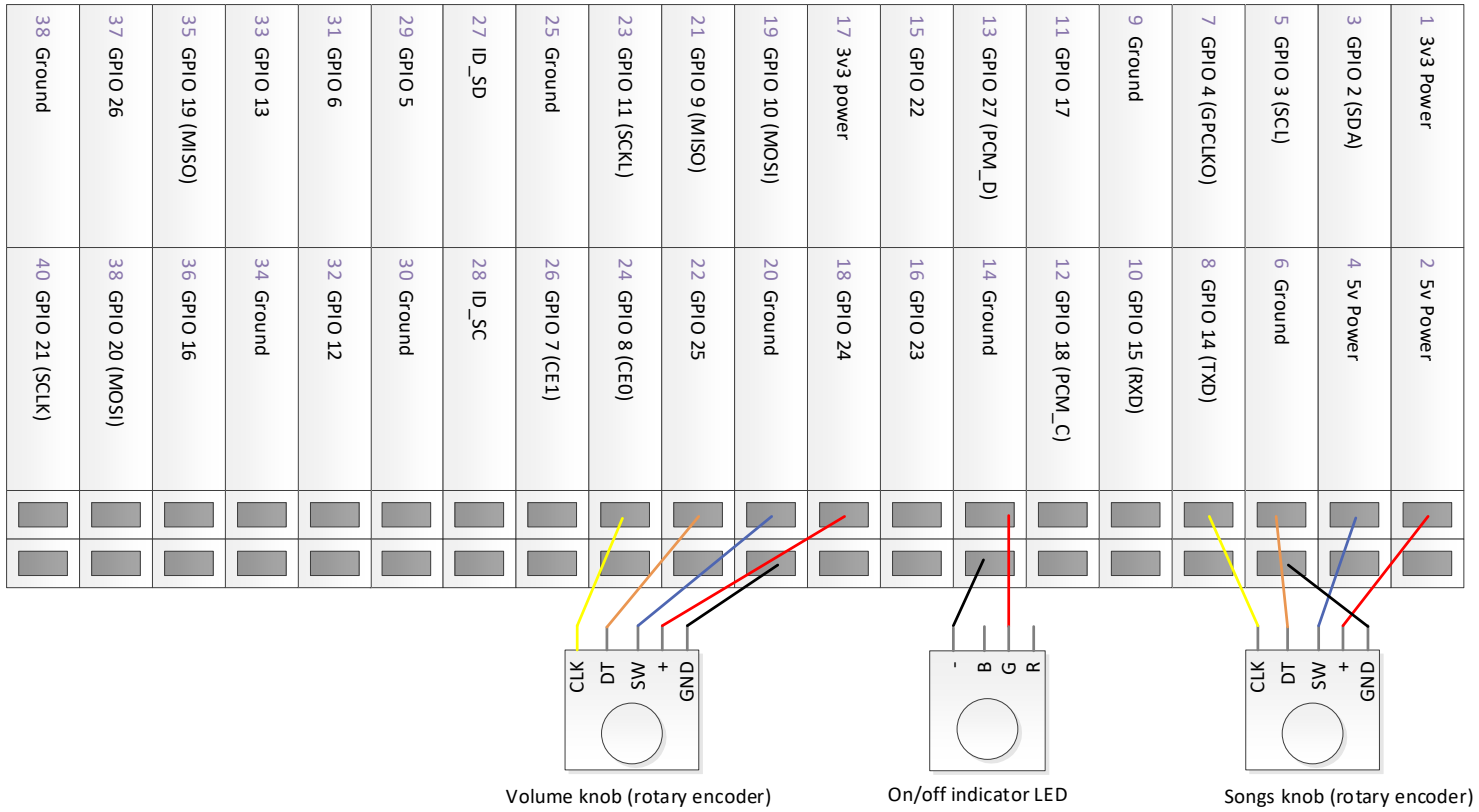 38 Ground
37 GPIO 26
35 GPIO 19 (MISO)
33 GPIO 13
31 GPIO 6
29 GPIO 5
27 ID_SD
25 Ground
23 GPIO 11 (SCKL)
21 GPIO 9 (MISO)
19 GPIO 10 (MOSI)
17 3v3 power
15 GPIO 22
13 GPIO 27 (PCM_D)
11 GPIO 17
9 Ground
7 GPIO 4 (GPCLKO)
5 GPIO 3 (SCL)
3 GPIO 2 (SDA)
1 3v3 Power
40 GPIO 21 (SCLK)
38 GPIO 20 (MOSI)
36 GPIO 16
34 Ground
32 GPIO 12
30 Ground
28 ID_SC
26 GPIO 7 (CE1)
24 GPIO 8 (CE0)
22 GPIO 25
20 Ground
18 GPIO 24
16 GPIO 23
14 Ground
12 GPIO 18 (PCM_C)
10 GPIO 15 (RXD)
8 GPIO 14 (TXD)
6 Ground
4 5v Power
2 5v Power
CLK
DT
SW
+
GND
-
B
G
R
CLK
DT
SW
+
GND
Volume knob (rotary encoder)
On/off indicator LED
Songs knob (rotary encoder)